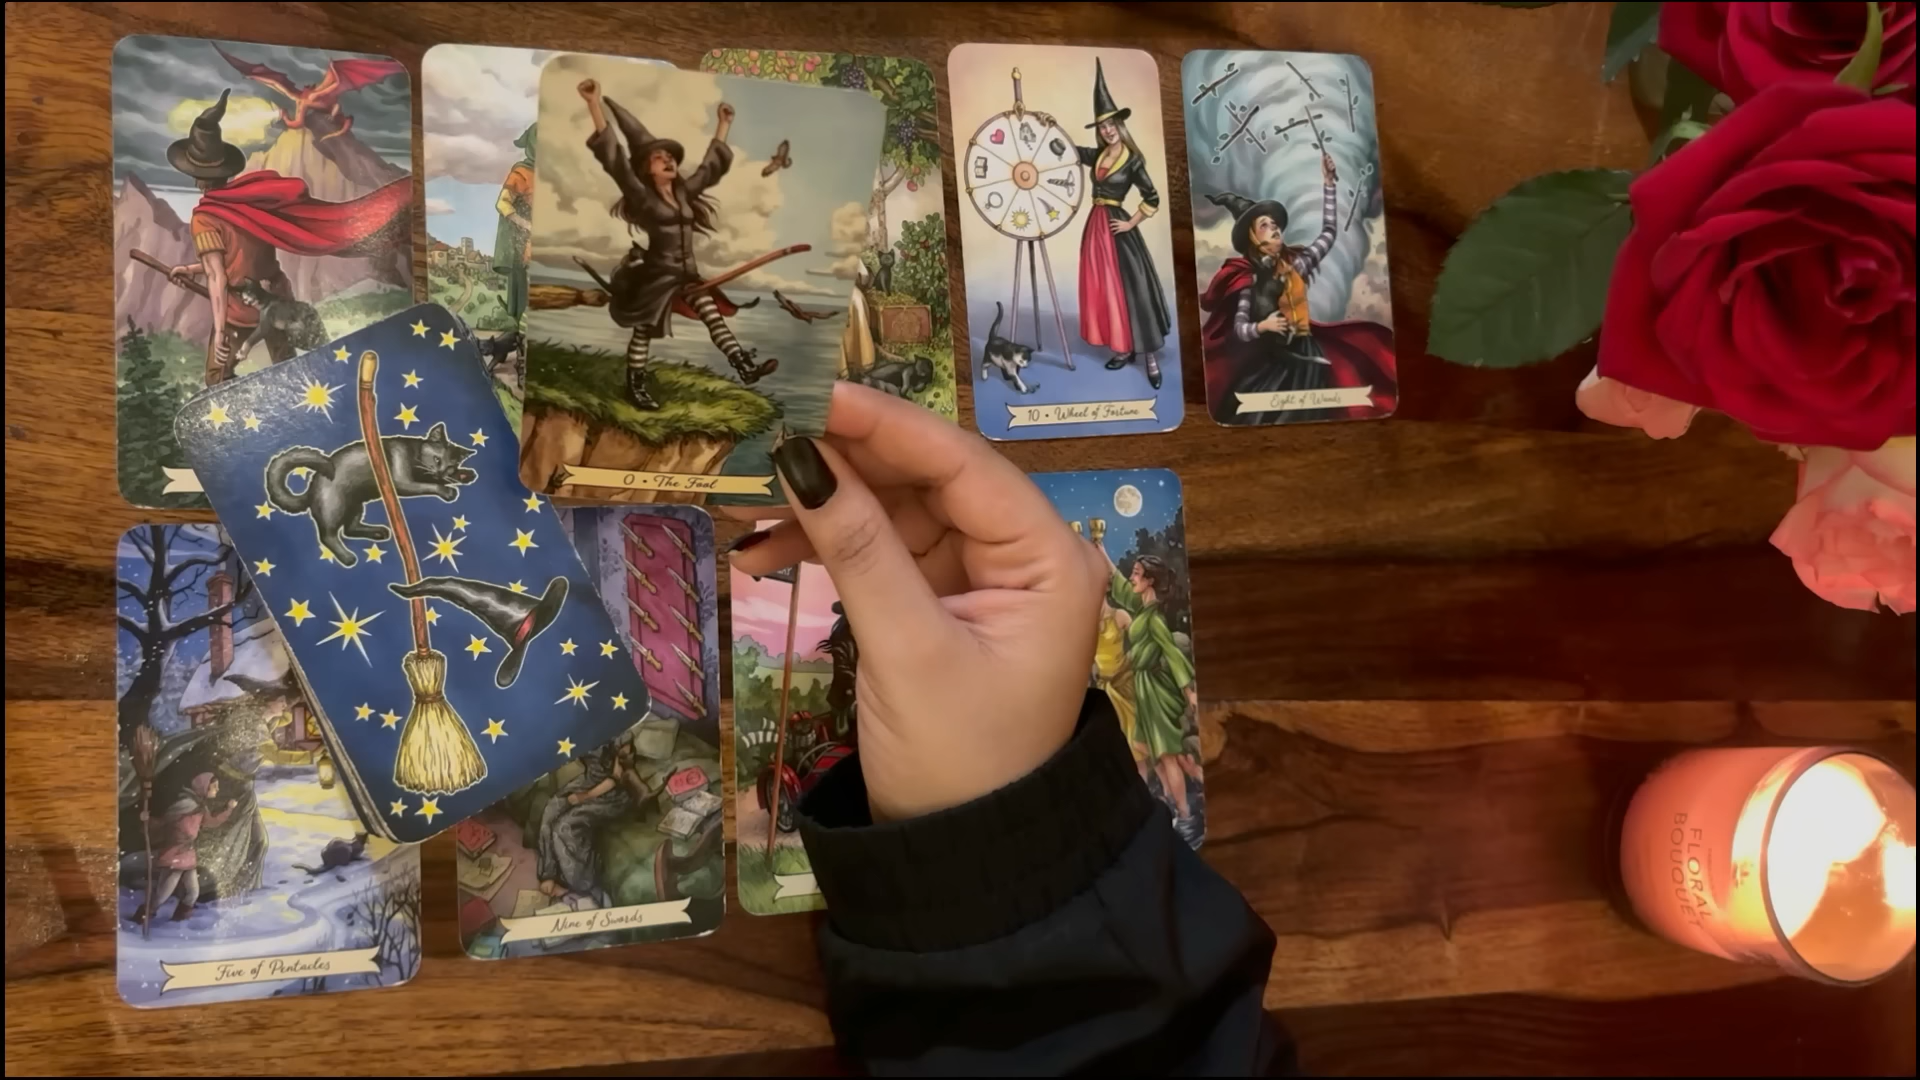 0 • The Fool
10 • Wheel of Fortune
Eight of Wands
Nine of Swords
Five of Pentacles
FLORAL
BOUQUET